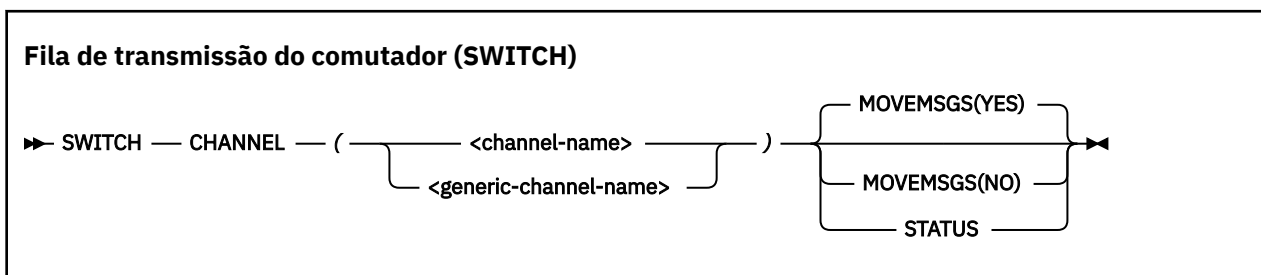 Fila de transmissão do comutador (SWITCH)
MOVEMSGS(YES)
SWITCH CHANNEL ( <channel-name> )
<generic-channel-name> MOVEMSGS(NO)
STATUS